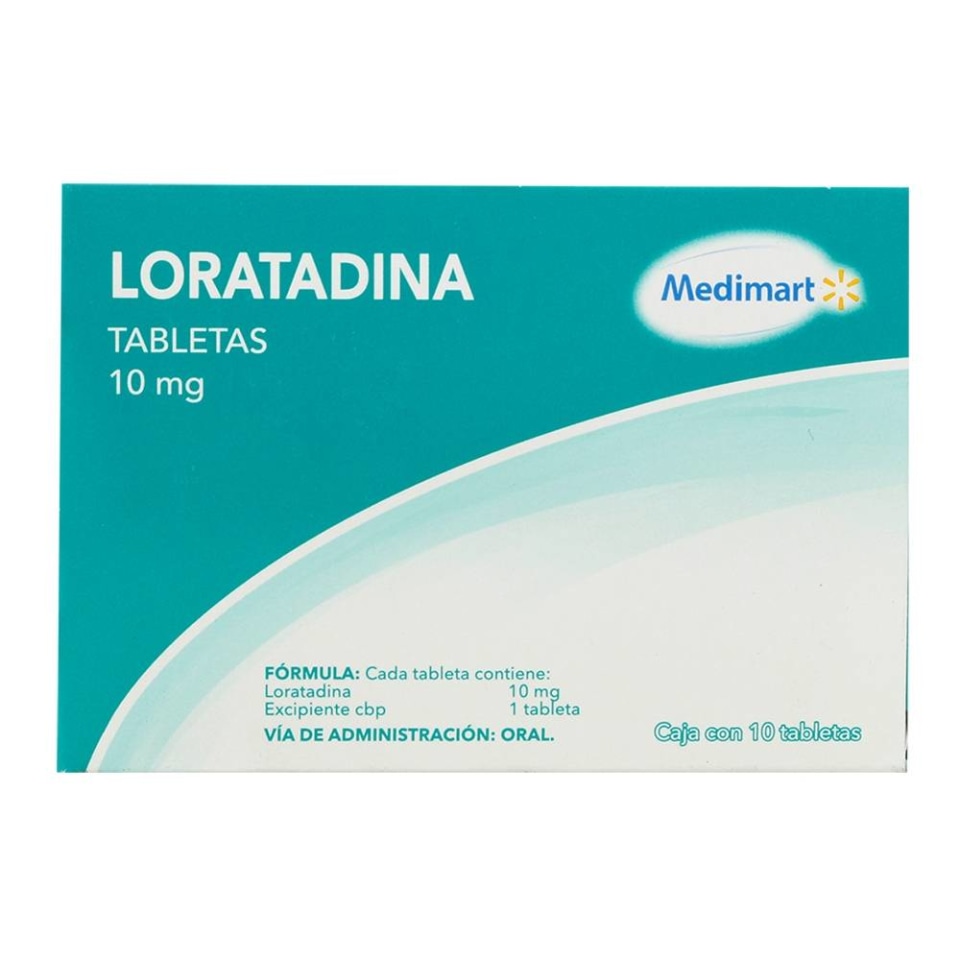 LORATADINA
TABLETAS
10 mg
Medimart
FÓRMULA: Cada tableta contiene:
Loratadina 10 mg
Excipiente cbp 1 tableta
VÍA DE ADMINISTRACIÓN: ORAL.
Caja con 10 tabletas